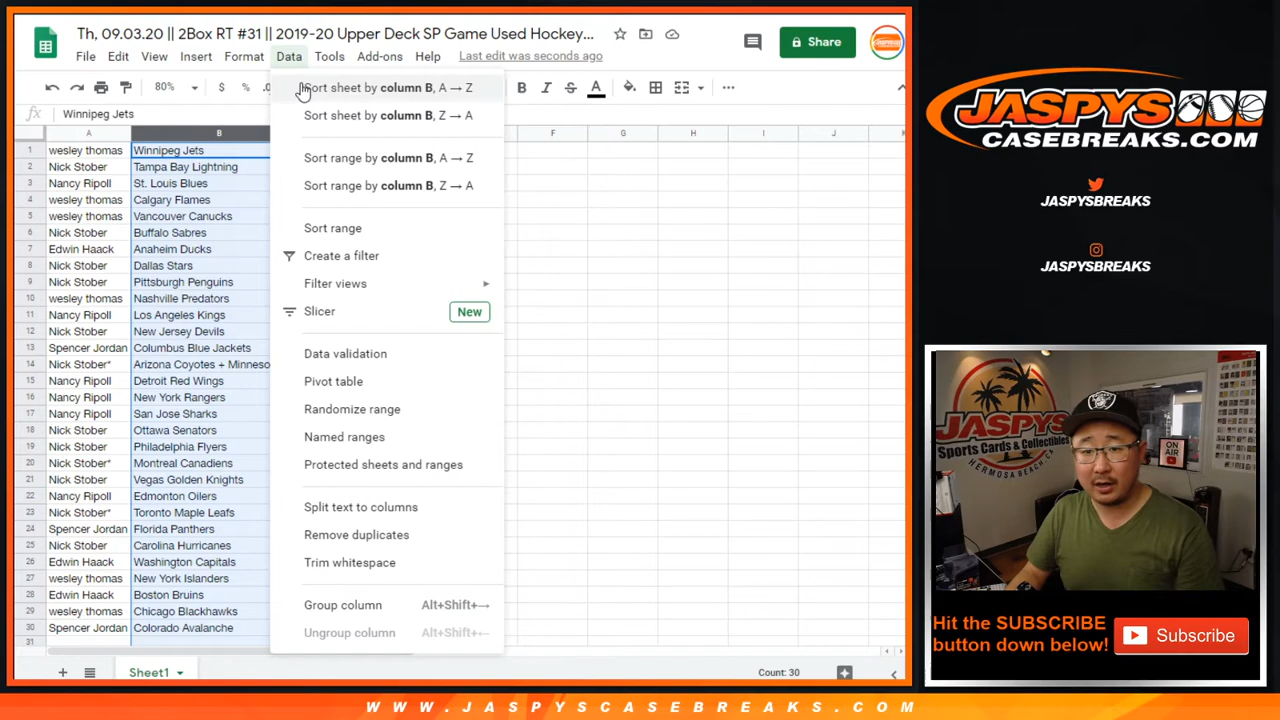 Th, 09.03.20 || 2Box RT #31 || 2019-20 Upper Deck SP Game Used Hockey...
File Edit View Insert Format Data Tools Add-ons Help Last edit was seconds ago
Share
80% $ % .0
Winnipeg Jets
A B F G H I J
1 wesley thomas Winnipeg Jets
2 Nick Stober Tampa Bay Lightning
3 Nancy Ripoll St. Louis Blues
4 wesley thomas Calgary Flames
5 wesley thomas Vancouver Canucks
6 Nick Stober Buffalo Sabres
7 Edwin Haack Anaheim Ducks
8 Nick Stober Dallas Stars
9 Nick Stober Pittsburgh Penguins
10 wesley thomas Nashville Predators
11 Nancy Ripoll Los Angeles Kings
12 Nick Stober New Jersey Devils
13 Spencer Jordan Columbus Blue Jackets
14 Nick Stober* Arizona Coyotes + Minneso
15 Nancy Ripoll Detroit Red Wings
16 Nancy Ripoll New York Rangers
17 Nancy Ripoll San Jose Sharks
18 Nick Stober Ottawa Senators
19 Nick Stober Philadelphia Flyers
20 Nick Stober* Montreal Canadiens
21 Nick Stober Vegas Golden Knights
22 Nancy Ripoll Edmonton Oilers
23 Nick Stober* Toronto Maple Leafs
24 Spencer Jordan Florida Panthers
25 Nick Stober Carolina Hurricanes
26 Edwin Haack Washington Capitals
27 wesley thomas New York Islanders
28 Edwin Haack Boston Bruins
29 wesley thomas Chicago Blackhawks
30 Spencer Jordan Colorado Avalanche
31
Sort sheet by column B, A → Z
Sort sheet by column B, Z → A
Sort range by column B, A → Z
Sort range by column B, Z → A
Sort range
Create a filter
Filter views
Slicer New
Data validation
Pivot table
Randomize range
Named ranges
Protected sheets and ranges
Split text to columns
Remove duplicates
Trim whitespace
Group column Alt+Shift+→
Ungroup column Alt+Shift+←
Sheet1
Count: 30
JASPYS
CASEBREAKS.COM
JASPYSBREAKS
JASPYSBREAKS
JASPYS
Sports Cards & Collectibles
HERMOSA BEACH, CA
ON
AIR
Hit the SUBSCRIBE
button down below!
Subscribe
WWW.JASPYSCASEBREAKS.COM